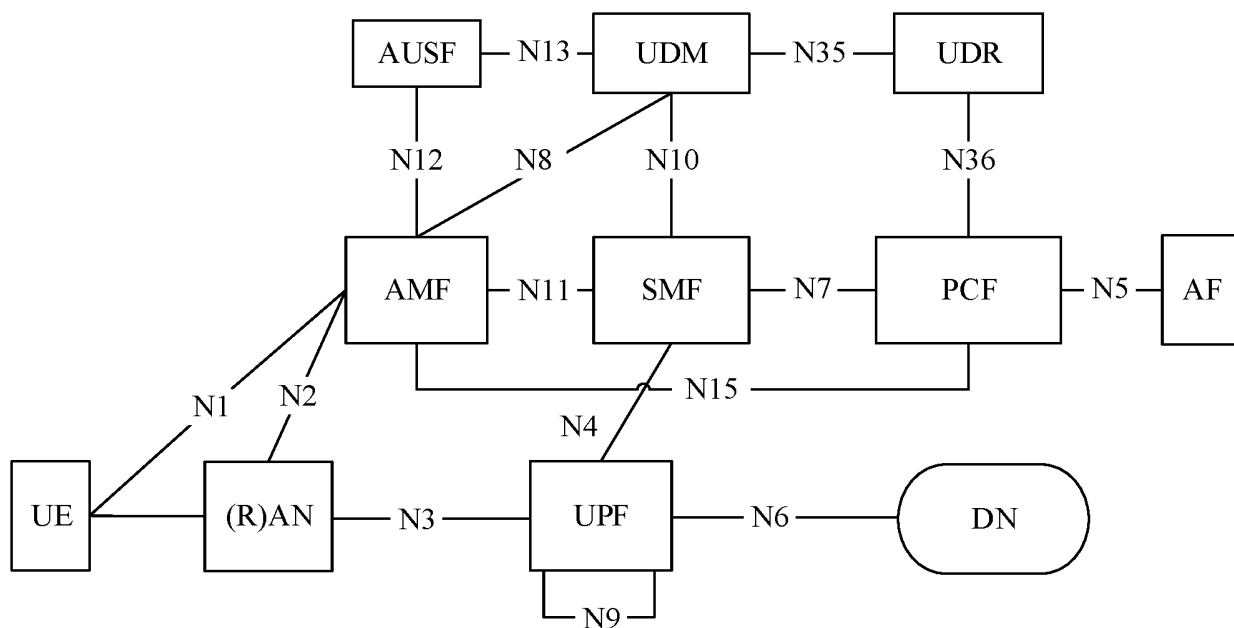 AUSF N13 UDM N35 UDR
N12 N8 N10 N36
AMF N11 SMF N7 PCF N5 AF
N1 N2 N4 N15
UE (R)AN N3 UPF N6 DN
N9